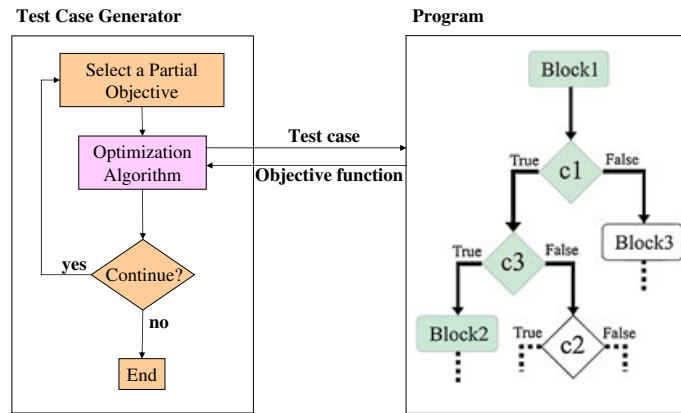 Test Case Generator
Select a Partial
Objective
Optimization
Algorithm
Continue?
yes
no
End
Test case
Objective function
Program
Block1
True
False
c1
Block3
True
False
c3
Block2
True
False
c2